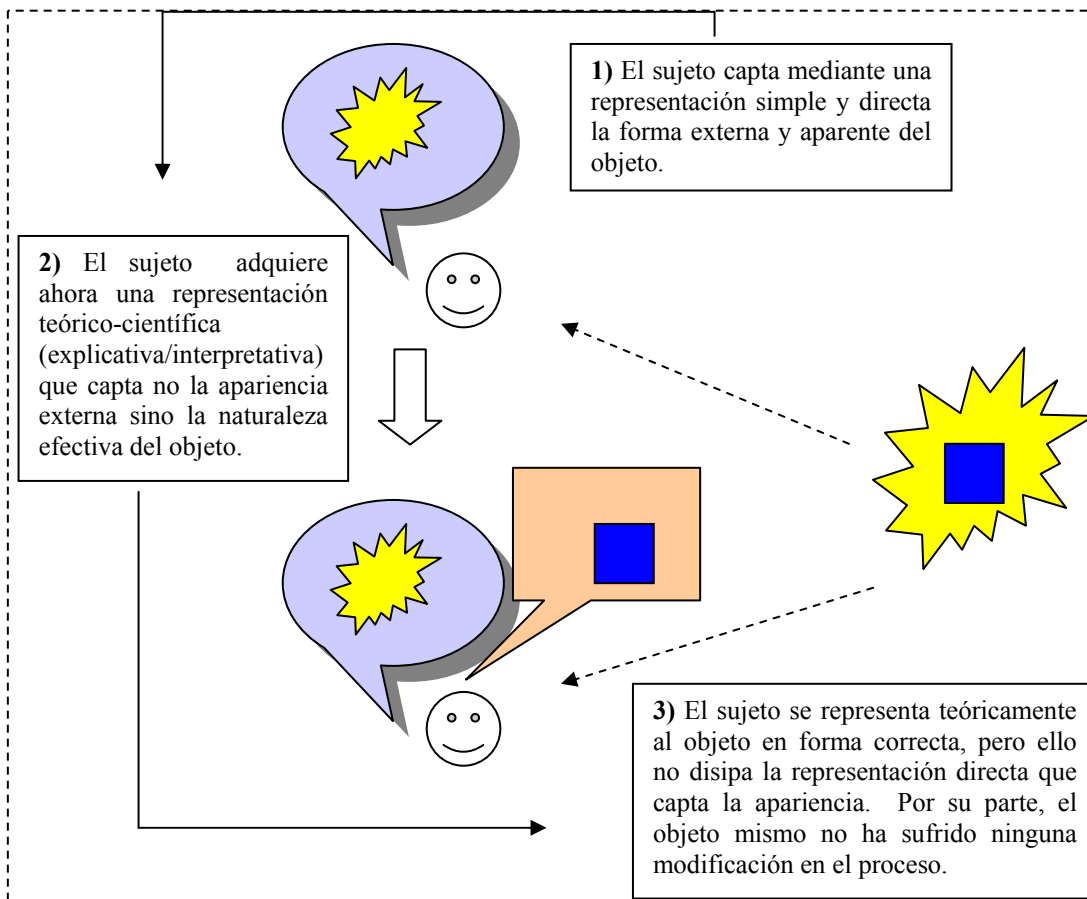 1) El sujeto capta mediante una
representación simple y directa
la forma externa y aparente del
objeto.
2) El sujeto adquiere
ahora una representación
teórico-científica
(explicativa/interpretativa)
que capta no la apariencia
externa sino la naturaleza
efectiva del objeto.
3) El sujeto se representa teóricamente
al objeto en forma correcta, pero ello
no disipa la representación directa que
capta la apariencia. Por su parte, el
objeto mismo no ha sufrido ninguna
modificación en el proceso.